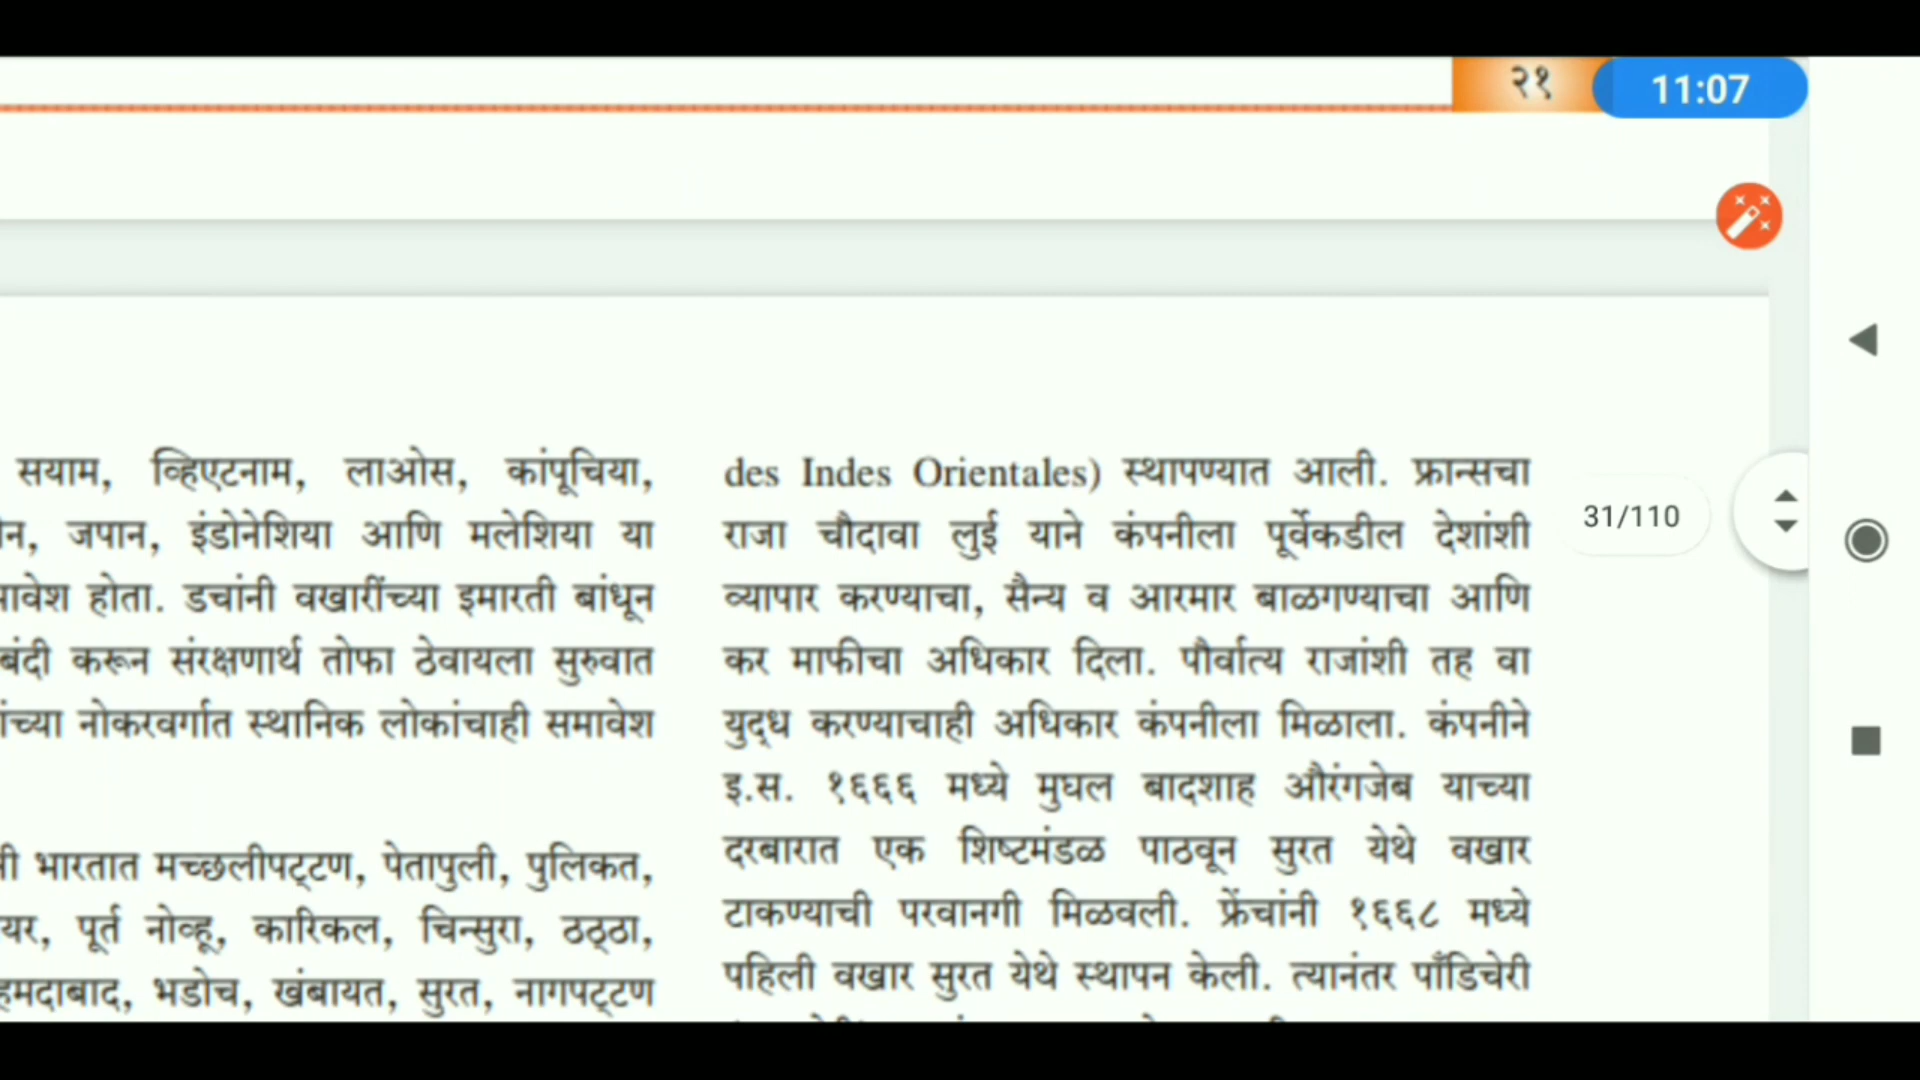 २१
11:07
सयाम, व्हिएटनाम, लाओस, कांपूचिया,
जपान, इंडोनेशिया आणि मलेशिया या
होता. डचांनी वखारींच्या इमारती बांधून
करून संरक्षणार्थ तोफा ठेवायला सुरुवात
नोकरवर्गात स्थानिक लोकांचाही समावेश
भारतात मच्छलीपट्टण, पेतापुली, पुलिकत,
पूर्त नोव्हू, कारिकल, चिन्सुरा, ठठ्ठा,
भडोच, खंबायत, सुरत, नागपट्टण
des Indes Orientales) स्थापण्यात आली. फ्रान्सचा
राजा चौदावा लुई याने कंपनीला पूर्वेकडील देशांशी
व्यापार करण्याचा, सैन्य व आरमार बाळगण्याचा आणि
कर माफीचा अधिकार दिला. पौर्वात्य राजांशी तह वा
युद्ध करण्याचाही अधिकार कंपनीला मिळाला. कंपनीने
इ.स. १६६६ मध्ये मुघल बादशाह औरंगजेब याच्या
दरबारात एक शिष्टमंडळ पाठवून सुरत येथे वखार
टाकण्याची परवानगी मिळवली. फ्रेंचांनी १६६८ मध्ये
पहिली वखार सुरत येथे स्थापन केली. त्यानंतर पाँडिचेरी
31/110